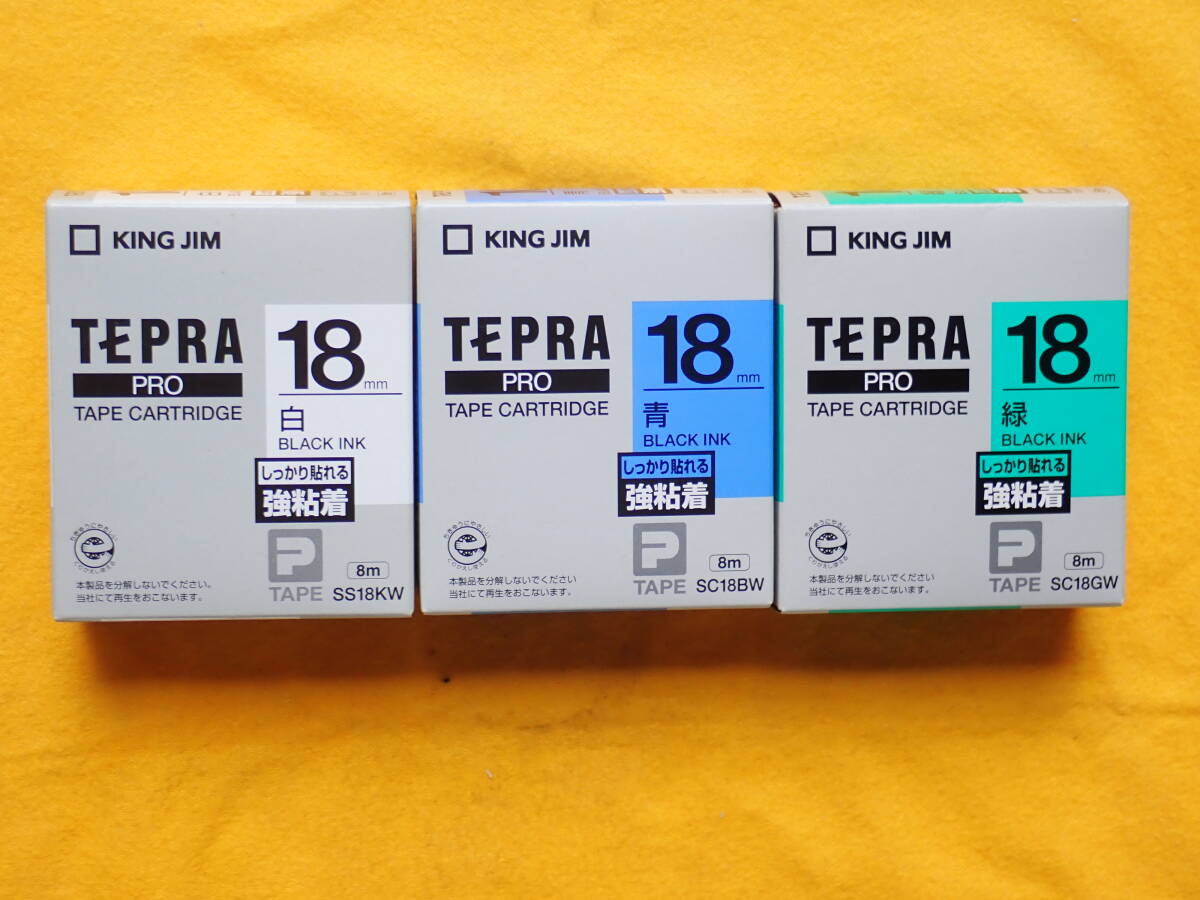 KING JIM
TEPRA
PRO
TAPE CARTRIDGE
18mm
白
BLACK INK
しっかり貼れる
強粘着
本製品を分解しないでください。
当社にて再生をおこないます。
TAPE
8m
SS18KW
KING JIM
TEPRA
PRO
TAPE CARTRIDGE
18mm
青
BLACK INK
しっかり貼れる
強粘着
本製品を分解しないでください
当社にて再生をおこないます。
TAPE
8m
SC18BW
KING JIM
TEPRA
PRO
TAPE CARTRIDGE
18mm
緑
BLACK INK
しっかり貼れる
強粘着
本製品を分解しないでください
当社にて再生をおこないます。
TAPE
8m
SC18GW